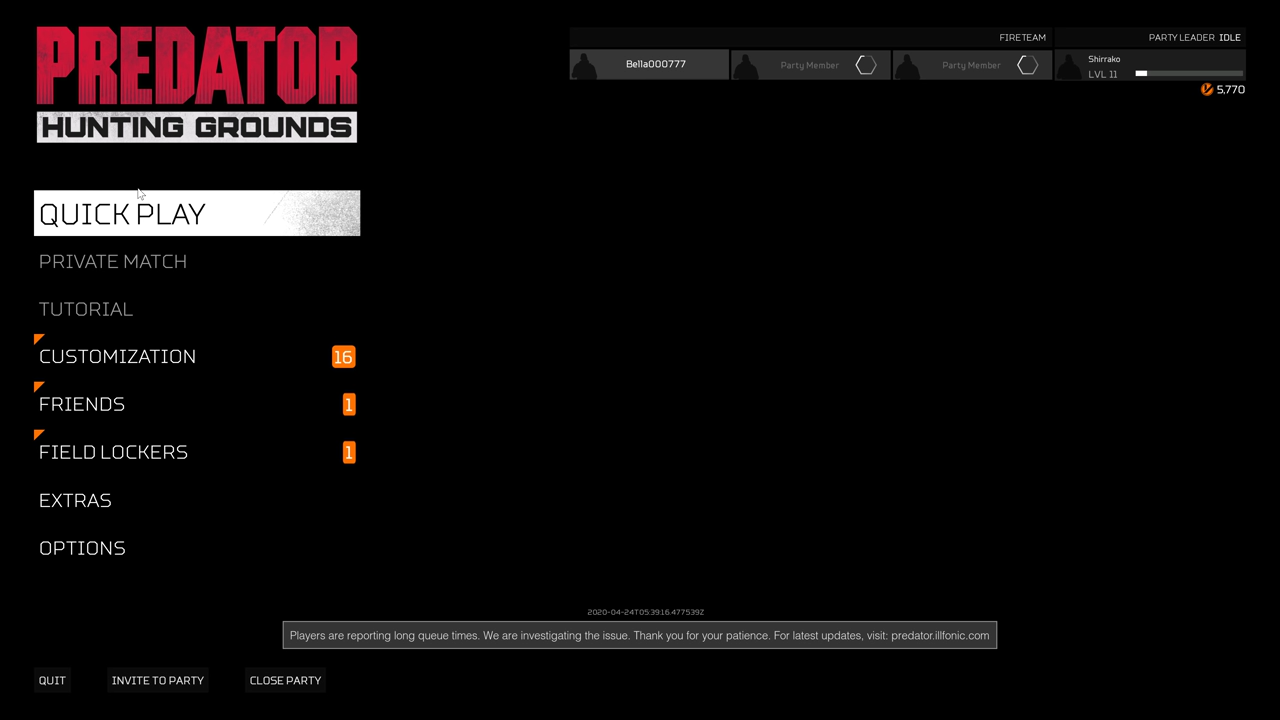 PREDATOR
HUNTING GROUNDS
FIRETEAM
PARTY LEADER IDLE
Bella000777
Party Member
Party Member
Shirrako
LVL 11
5,770
QUICK PLAY
PRIVATE MATCH
TUTORIAL
CUSTOMIZATION 16
FRIENDS 1
FIELD LOCKERS 1
EXTRAS
OPTIONS
2020-04-24T05:39:16.477539Z
Players are reporting long queue times. We are investigating the issue. Thank you for your patience. For latest updates, visit: predator.illfonic.com
QUIT
INVITE TO PARTY
CLOSE PARTY